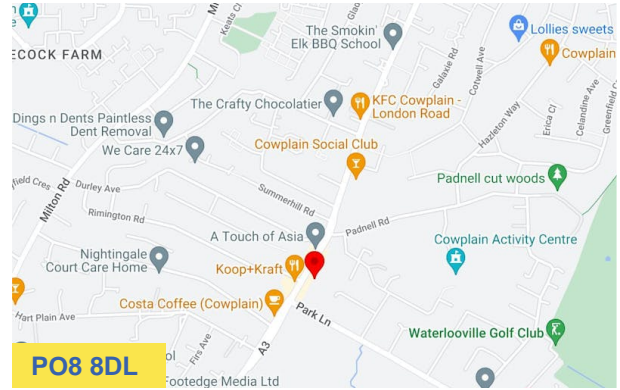 The Smokin'
Elk BBQ School
Lollies sweets
Keats Cl
Glad
Galaxie Rd
Cotwell Ave
Cowplain
ECOCK FARM
The Crafty Chocolatier
KFC Cowplain -
London Road
Hazleton Way
Erica Cl
Celandine Ave
Greenfield C
Dings n Dents Paintless
Dent Removal
We Care 24x7
Cowplain Social Club
Padnell cut woods
field Cres
Durley Ave
Milton Rd
Summerhill Rd
Rimington Rd
Padnell Rd
A Touch of Asia
Cowplain Activity Centre
Nightingale
Court Care Home
Koop+Kraft
Costa Coffee (Cowplain)
Park Ln
Hart Plain Ave
Firs Ave
A3
Waterlooville Golf Club
PO8 8DL
ol
Footedge Media Ltd